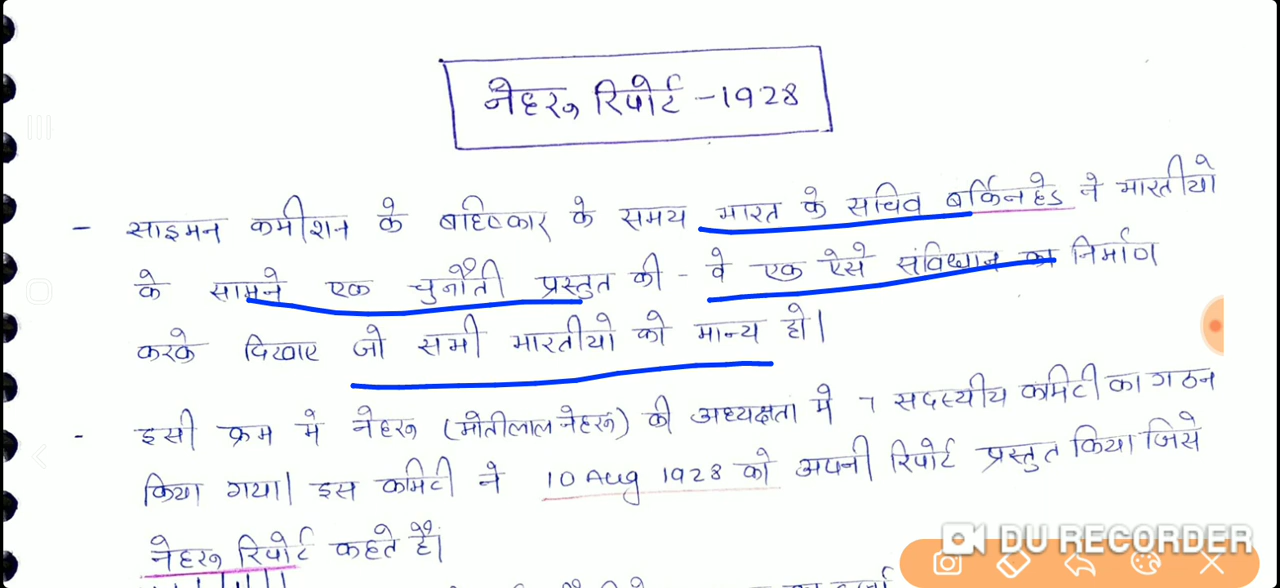 नेहरू रिपोर्ट -1928
- साइमन कमीशन के बहिष्कार के समय भारत के सचिव बर्किनहेड ने भारतीयो
के सामने एक चुनौती प्रस्तुत की - वे एक ऐसे संविधान का निर्माण
करके दिखाए जो सभी भारतीयो को मान्य हो।
- इसी क्रम मे नेहरू (मोतीलाल नेहरू) की अध्यक्षता मे 7 सदस्यीय कमिटी का गठन
किया गया। इस कमिटी ने 10 Aug 1928 को अपनी रिपोर्ट प्रस्तुत किया जिसे
नेहरू रिपोर्ट कहते हैं।
DU RECORDER